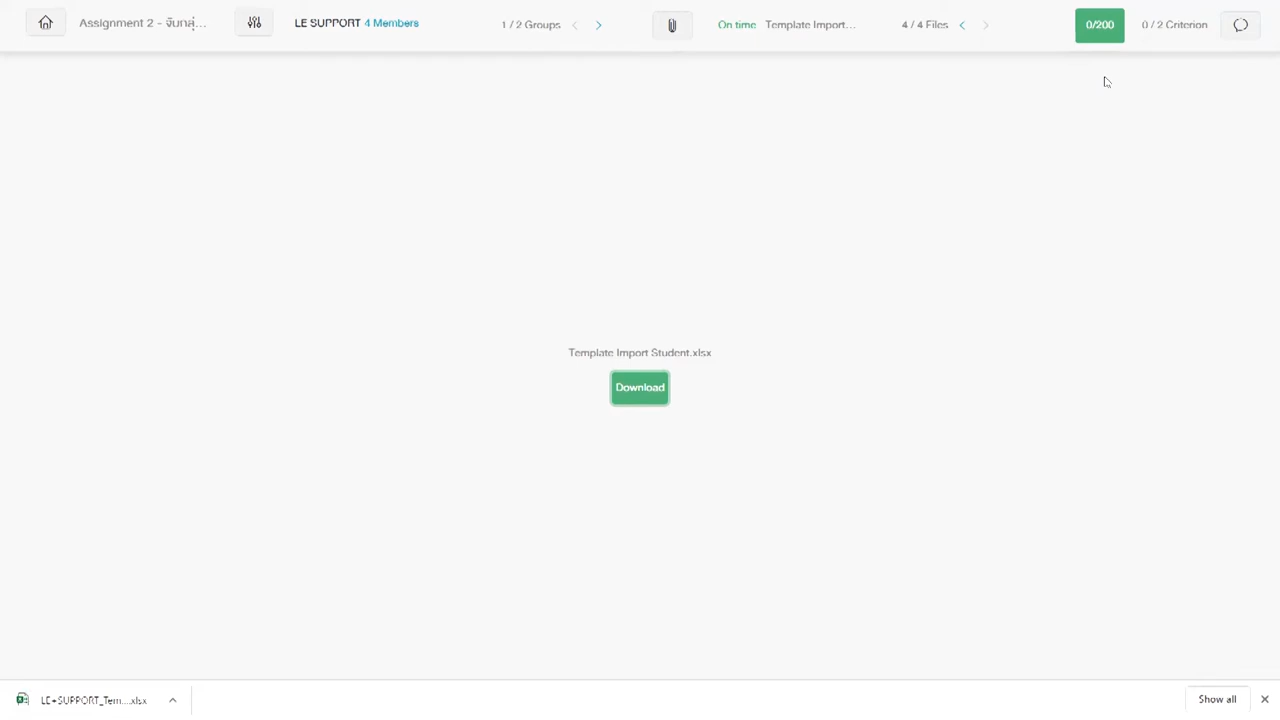 Assignment 2 - จับกลุ่...
LE SUPPORT 4 Members
1 / 2 Groups
On time Template Import...
4 / 4 Files
0/200
0 / 2 Criterion
Template Import Student.xlsx
Download
LE+SUPPORT_Tem....xlsx
Show all